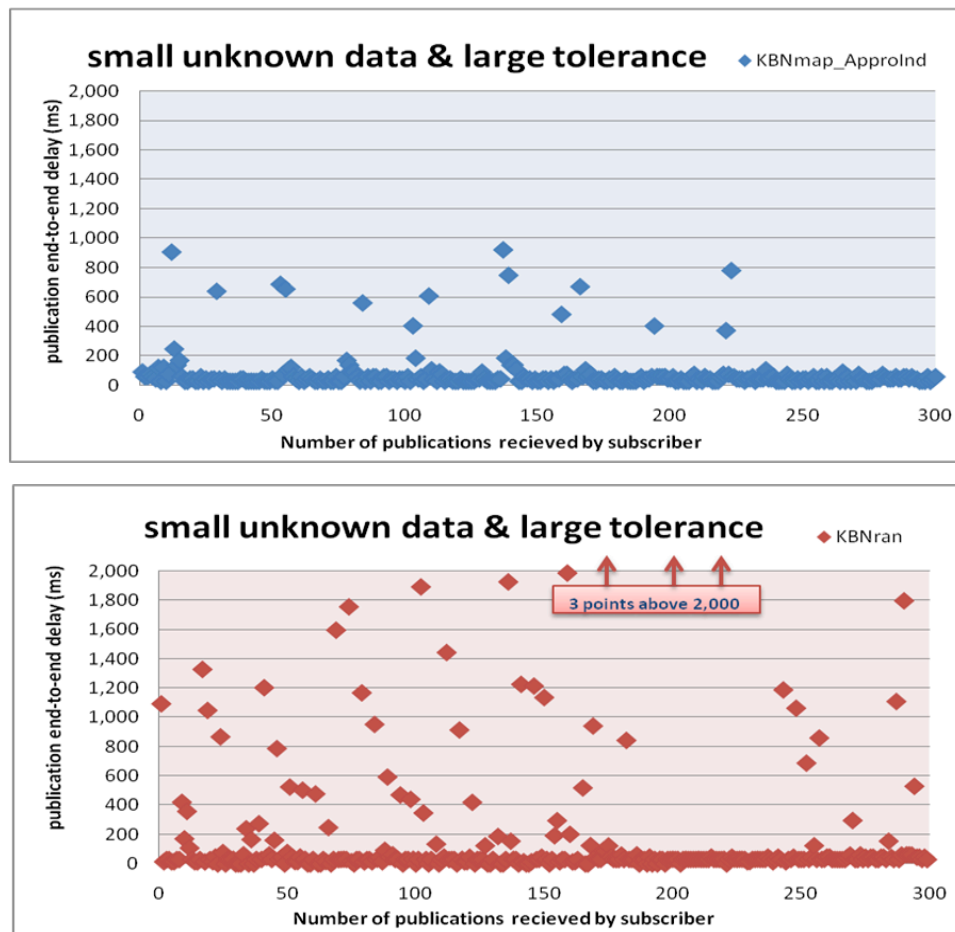 small unknown data & large tolerance
KBNmap_ApproInd
publication end-to-end delay (ms)
2,000
1,800
1,600
1,400
1,200
1,000
800
600
400
200
0
0 50 100 150 200 250 300
Number of publications recieved by subscriber
small unknown data & large tolerance
KBNran
publication end-to-end delay (ms)
2,000
1,800
1,600
1,400
1,200
1,000
800
600
400
200
0
3 points above 2,000
0 50 100 150 200 250 300
Number of publications recieved by subscriber